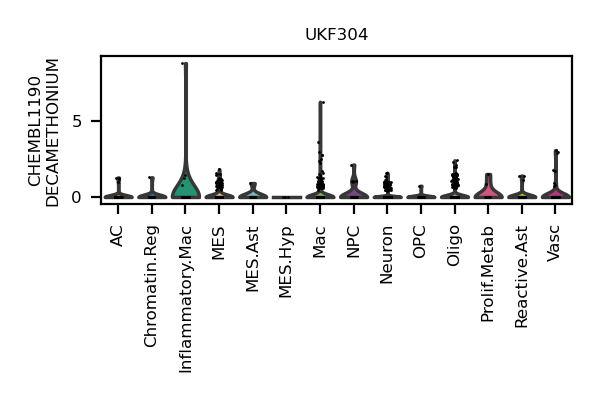 UKF304
CHEMBL1190
DECAMETHONIUM
5
0
AC
Chromatin.Reg
Inflammatory.Mac
MES
MES.Ast
MES.Hyp
Mac
NPC
Neuron
OPC
Oligo
Prolif.Metab
Reactive.Ast
Vasc